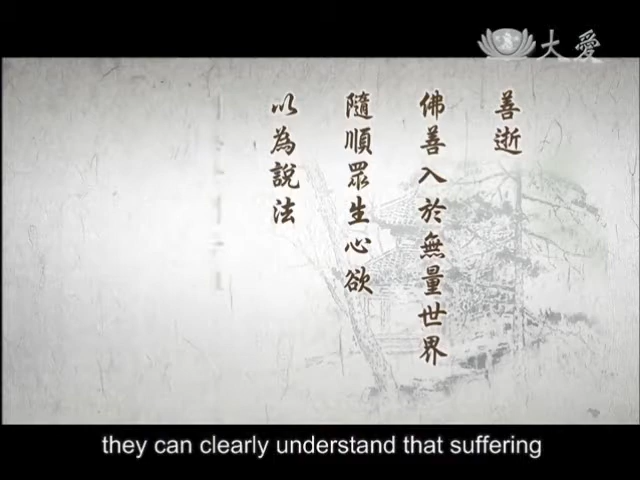 大愛
善逝
佛善入於無量世界
隨順眾生心欲
以為說法
they can clearly understand that suffering